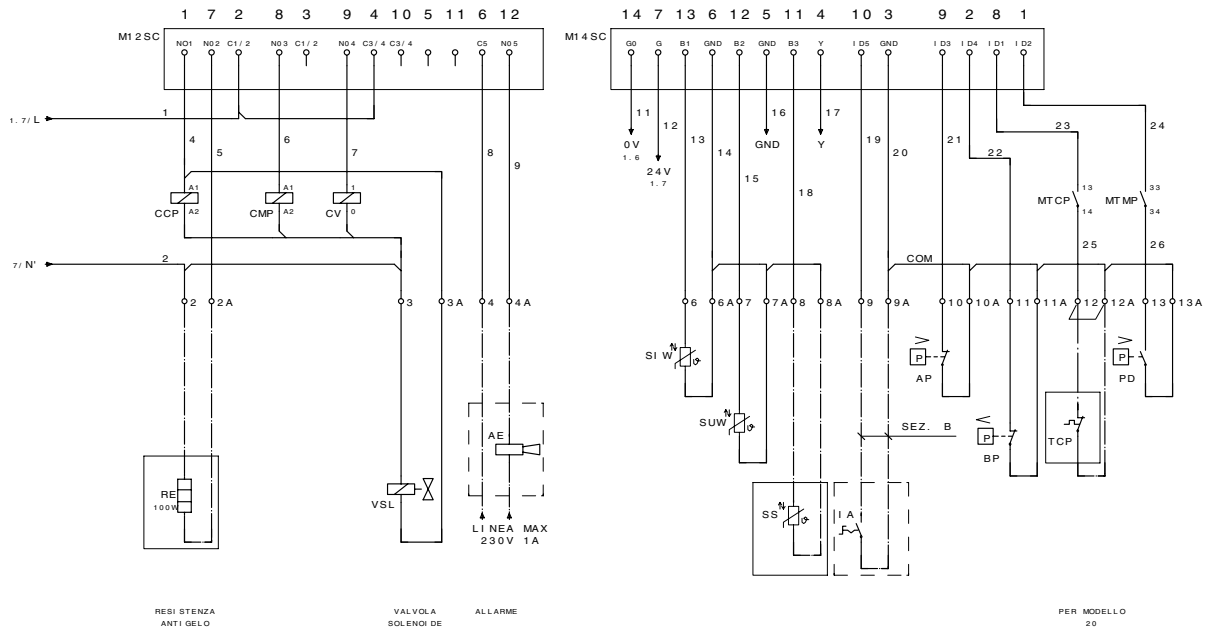 1 7 2 8 3 9 4 10 5 11 6 12
M12SC
NO1 NO2 C1/2 NO3 C1/2 NO4 C3/4 C3/4 C5 NO5
14 7 13 6 12 5 11 4 10 3 9 2 8 1
M14SC
G0 G B1 GND B2 GND B3 Y ID5 GND ID3 ID4 ID1 ID2
1.7/L
1
4 5 6 7 8 9
11 12 13 14 15 16 17 18 19 20 21 22 23 24
0V
1.6
24V
1.7
GND
Y
A1
CCP
A2
A1
CMP
A2
1
CV
0
13
MTCP
14
33
MTMP
34
25 26
7/N'
2
COM
2 2A 3 3A 4 4A
6 6A 7 7A 8 8A 9 9A 10 10A 11 11A 12 12A 13 13A
SIW
SUW
P
AP
P
BP
P
PD
TCP
SEZ. B
AE
RE
100W
VSL
LINEA MAX
230V 1A
SS
IA
RESISTENZA
ANTIGELO
VALVOLA
SOLENOIDE
ALLARME
PER MODELLO
20